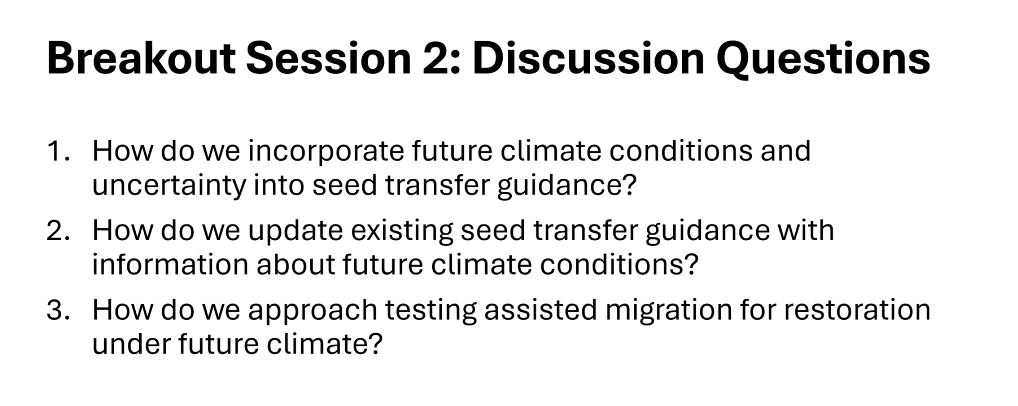 Breakout Session 2: Discussion Questions
1. How do we incorporate future climate conditions and
uncertainty into seed transfer guidance?
2. How do we update existing seed transfer guidance with
information about future climate conditions?
3. How do we approach testing assisted migration for restoration
under future climate?